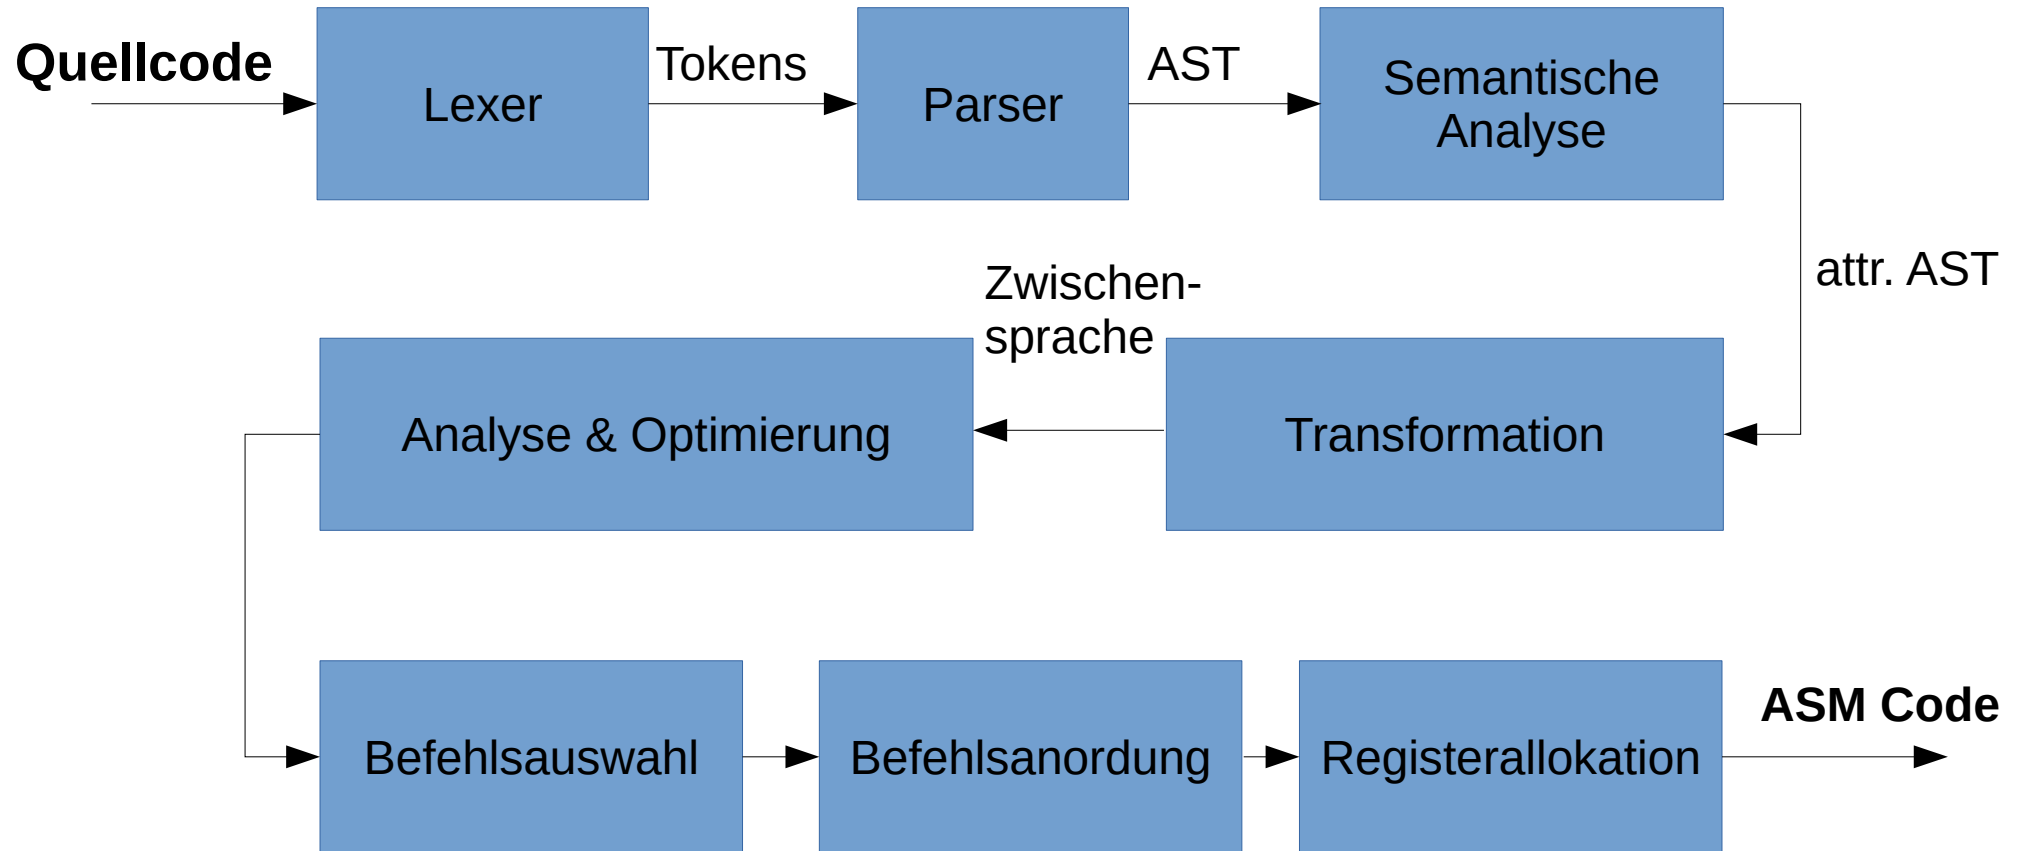 Quellcode
Lexer
Tokens
Parser
AST
Semantische
Analyse
attr. AST
Zwischen-
sprache
Analyse & Optimierung
Transformation
Befehlsauswahl
Befehlsanordung
Registerallokation
ASM Code